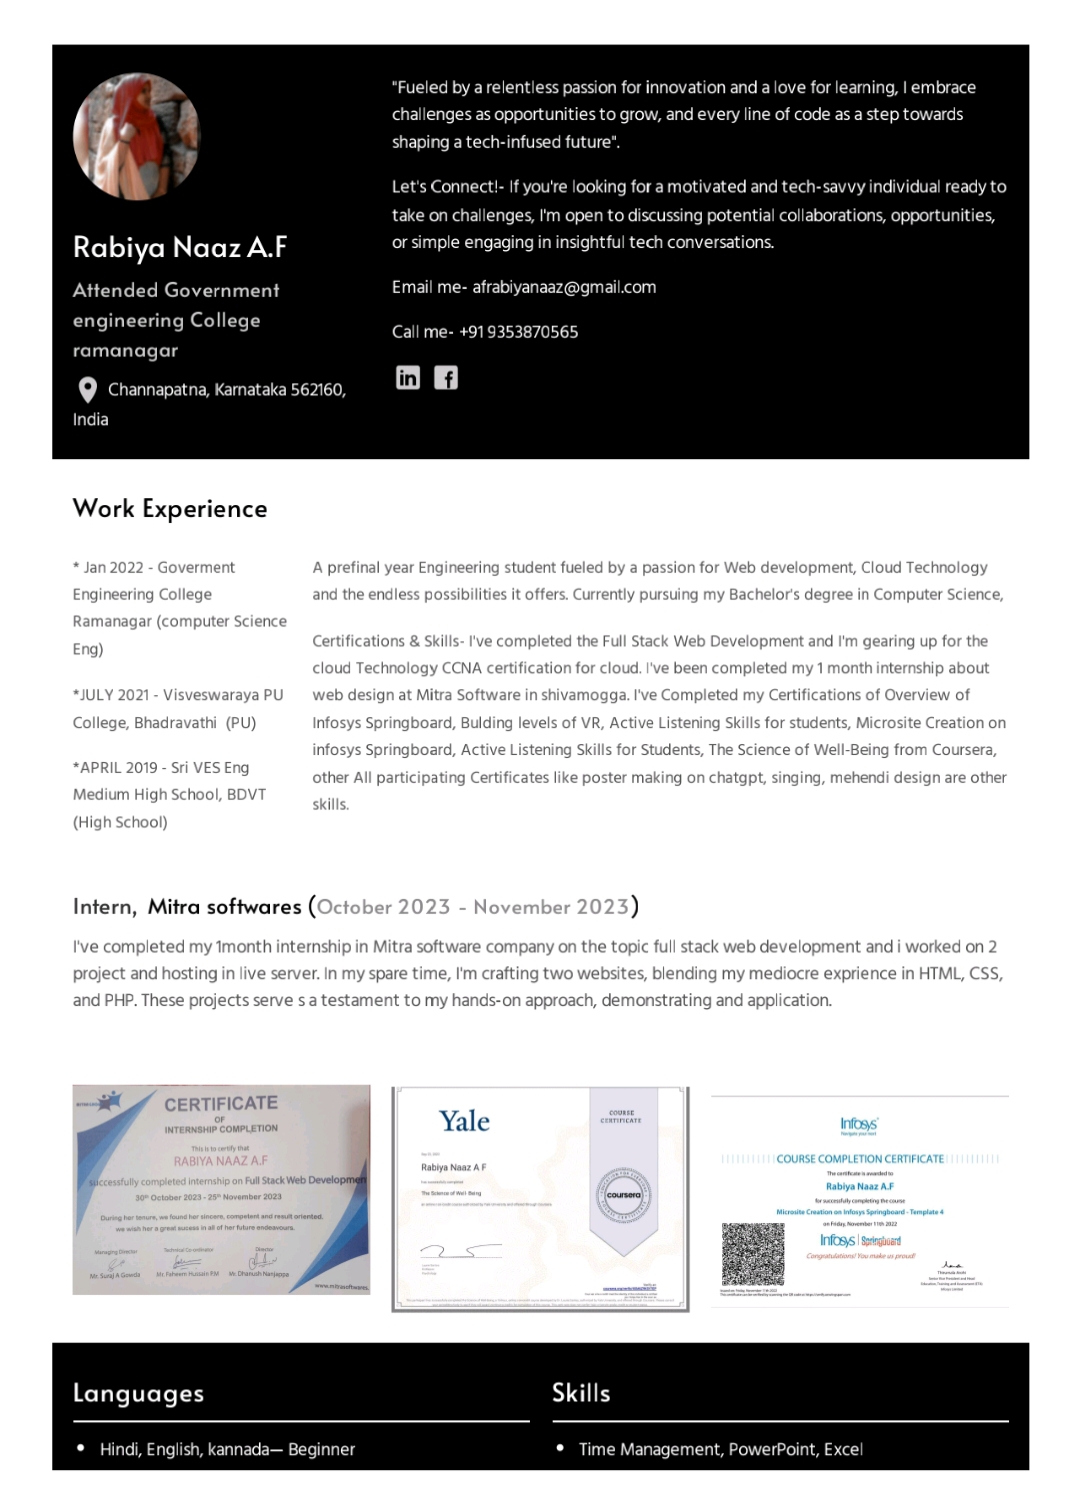 "Fueled by a relentless passion for innovation and a love for learning, I embrace
challenges as opportunities to grow, and every line of code as a step towards
shaping a tech-infused future".
Let's Connect!- If you're looking for a motivated and tech-savvy individual ready to
take on challenges, I'm open to discussing potential collaborations, opportunities,
or simple engaging in insightful tech conversations.
Email me- afrabiyanaaz@gmail.com
Call me- +91 9353870565
in f
Rabiya Naaz A.F
Attended Government
engineering College
ramanagar
Channapatna, Karnataka 562160,
India
Work Experience
* Jan 2022 - Goverment
Engineering College
Ramanagar (computer Science
Eng)
*JULY 2021 - Visveswaraya PU
College, Bhadravathi (PU)
*APRIL 2019 - Sri VES Eng
Medium High School, BDVT
(High School)
A prefinal year Engineering student fueled by a passion for Web development, Cloud Technology
and the endless possibilities it offers. Currently pursuing my Bachelor's degree in Computer Science,
Certifications & Skills- I've completed the Full Stack Web Development and I'm gearing up for the
cloud Technology CCNA certification for cloud. I've been completed my 1 month internship about
web design at Mitra Software in shivamogga. I've Completed my Certifications of Overview of
Infosys Springboard, Bulding levels of VR, Active Listening Skills for students, Microsite Creation on
infosys Springboard, Active Listening Skills for Students, The Science of Well-Being from Coursera,
other All participating Certificates like poster making on chatgpt, singing, mehendi design are other
skills.
Intern, Mitra softwares (October 2023 - November 2023)
I've completed my 1month internship in Mitra software company on the topic full stack web development and i worked on 2
project and hosting in live server. In my spare time, I'm crafting two websites, blending my mediocre exprience in HTML, CSS,
and PHP. These projects serve s a testament to my hands-on approach, demonstrating and application.
CERTIFICATE
OF
INTERNSHIP COMPLETION
This is to certify that
RABIYA NAAZ A.F
successfully completed internship on Full Stack Web Developmen
30th October 2023 - 25th November 2023
During her tenure, we found her sincere, competent and result oriented.
we wish her a great sucess in all of her future endeavours.
Managing Director Technical Co-ordinator Director
Mr. Suraj A Gowda Mr. Faheem Hussain P.M Mr. Dhanush Nanjappa
www.mitrasoftwares.
Yale
COURSE
CERTIFICATE
Rabiya Naaz A F
has successfully completed
The Science of Well-Being
coursera
Infosys
Navigate your next
COURSE COMPLETION CERTIFICATE
The certificate is awarded to
Rabiya Naaz A.F
for successfully completing the course
Microsite Creation on Infosys Springboard - Template 4
on Friday, November 11th 2022
Infosys | Springboard
Congratulations! You make us proud!
Languages
Hindi, English, kannada— Beginner
Skills
Time Management, PowerPoint, Excel